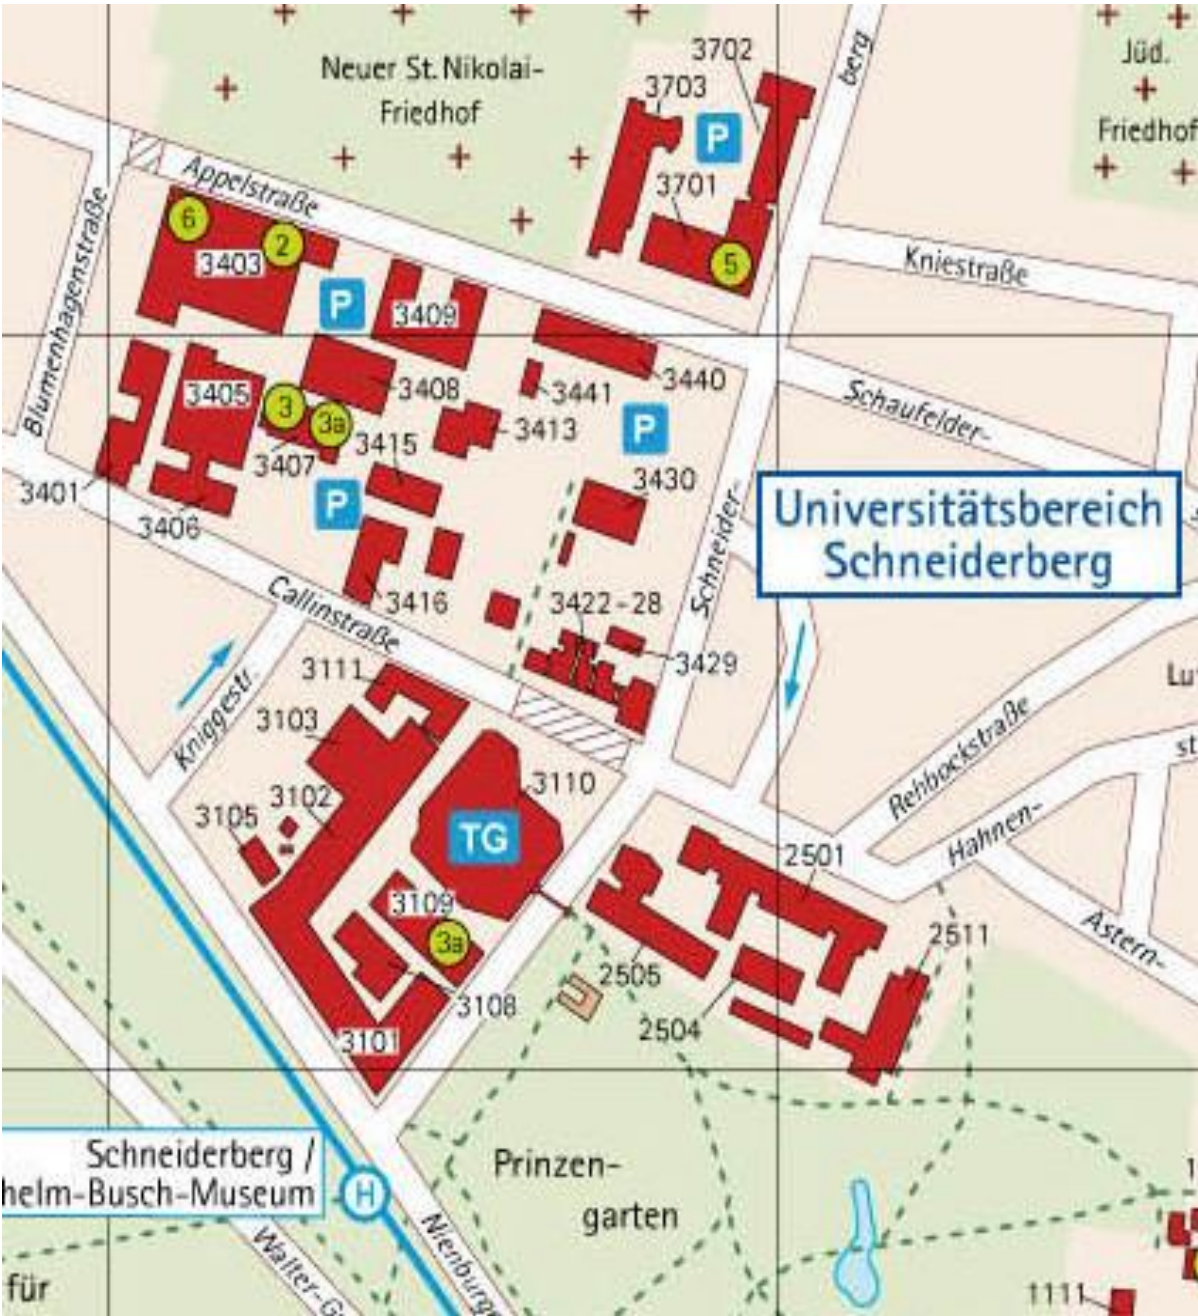 Neuer St. Nikolai-
Friedhof
3702
3703
P
3701
5
berg
Jüd.
Friedhof
Appelstraße
Kniestraße
6
2
3403
P
3409
Blumenhagenstraße
3440
3441
3408
3405
3
3a
3415
3413
P
Schaufelder-
3407
3401
3406
P
3430
Schneider-
Universitätsbereich
Schneiderberg
Callinstraße
3416
3422-28
3429
3111
3103
Kniggestr.
3102
3105
3110
TG
3109
3a
3108
3101
Rehbockstraße
Hahnen-
st
Lu
2501
2511
2505
2504
Astern-
Schneiderberg /
helm-Busch-Museum
H
Prinzen-
garten
Nienburge
Walter-G
für
1111